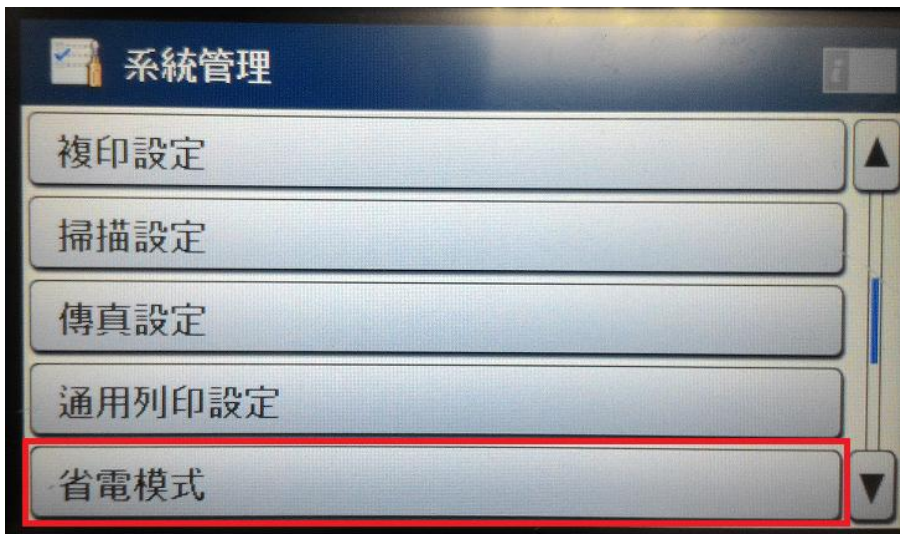 系統管理
複印設定
掃描設定
傳真設定
通用列印設定
省電模式